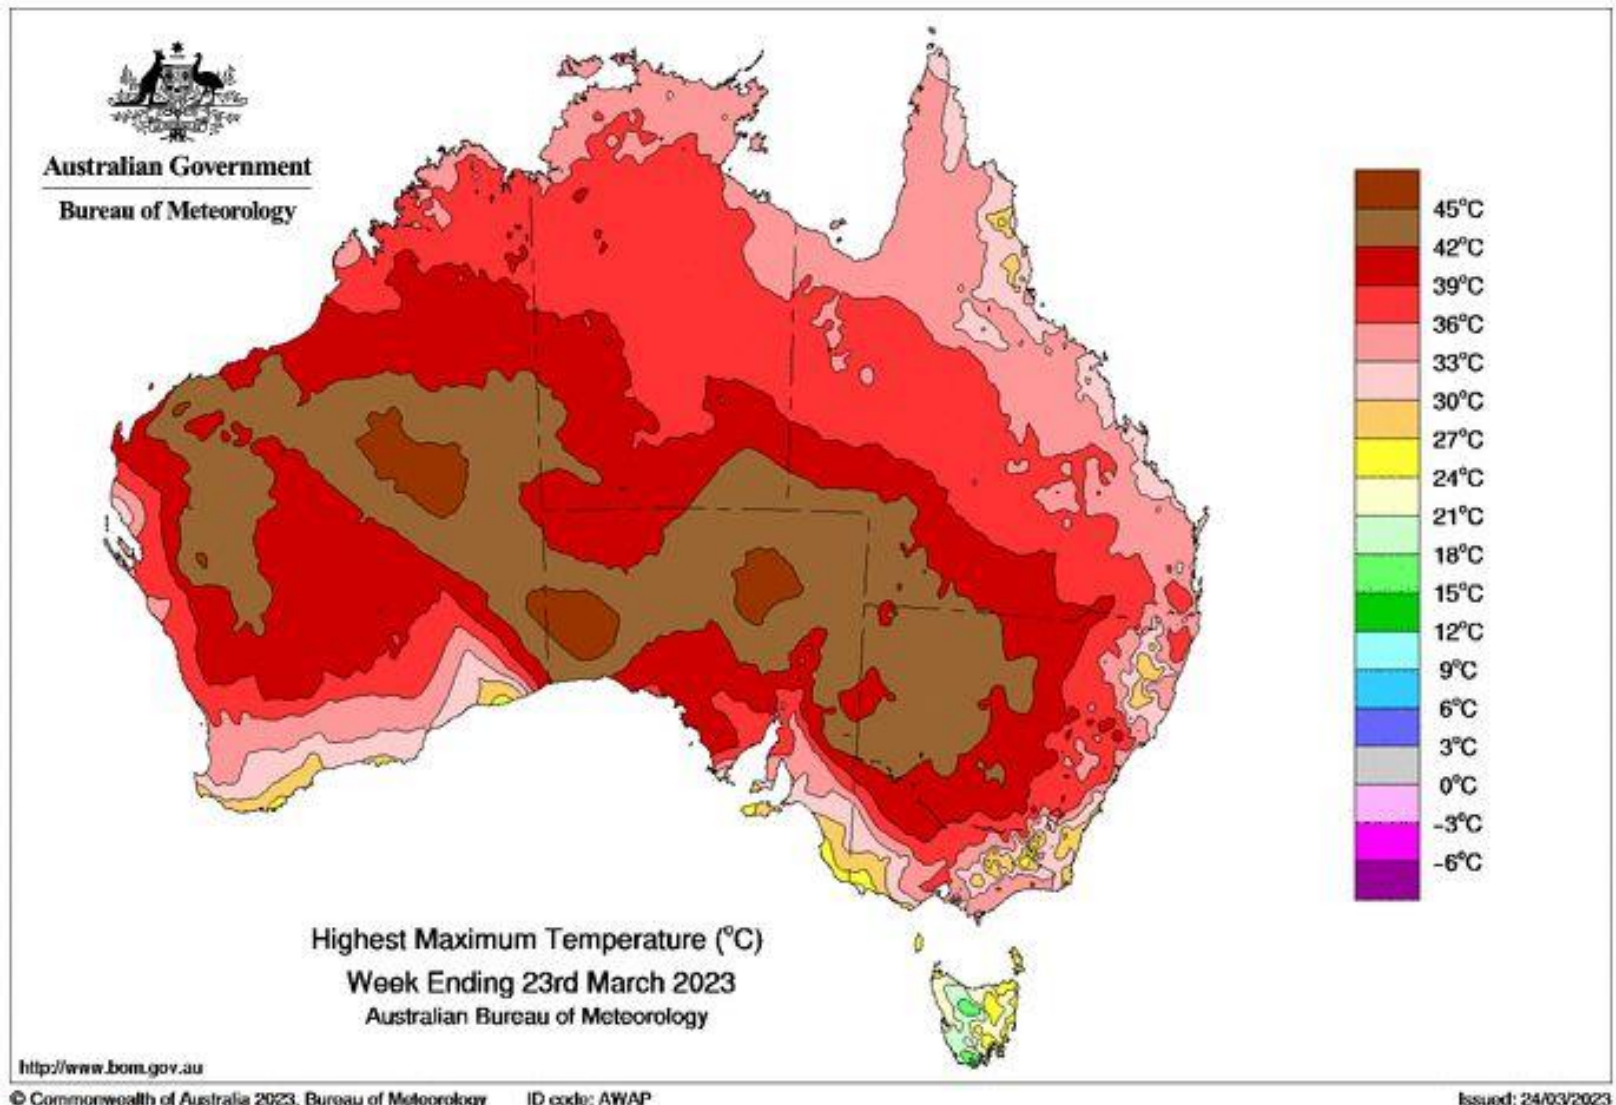 Australian Government
Bureau of Meteorology
45°C
42°C
39°C
36°C
33°C
30°C
27°C
24°C
21°C
18°C
15°C
12°C
9°C
6°C
3°C
0°C
-3°C
-6°C
Highest Maximum Temperature (°C)
Week Ending 23rd March 2023
Australian Bureau of Meteorology
http://www.bom.gov.au
© Commonwealth of Australia 2023, Bureau of Meteorology ID code: AWAP Issued: 24/03/2023